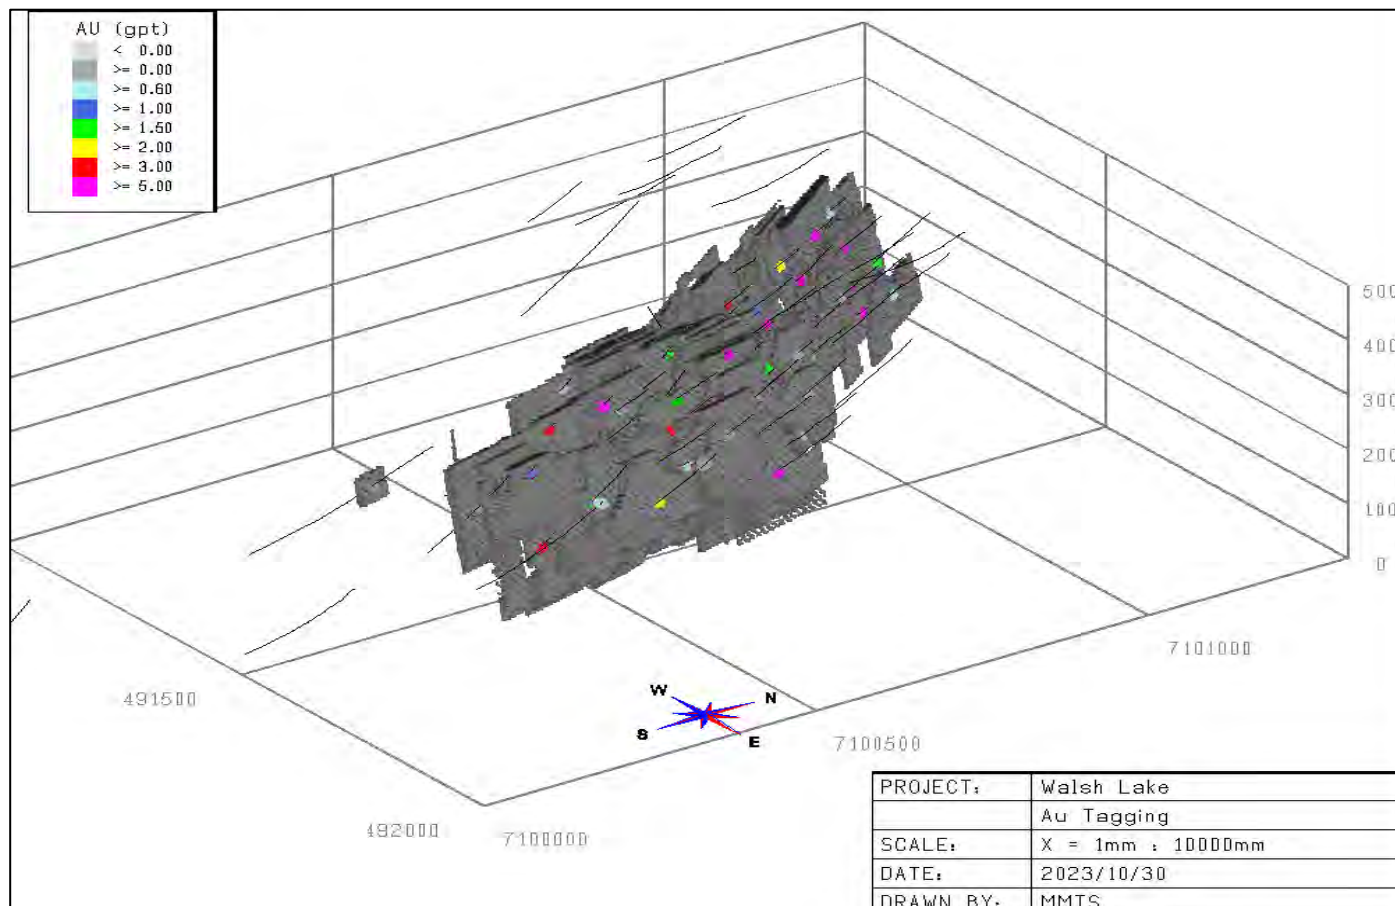 AU (gpt)
< 0.00
>= 0.00
>= 0.60
>= 1.00
>= 1.50
>= 2.00
>= 3.00
>= 5.00
500
400
300
200
100
0
7101000
491500
W
N
S
E
7100500
492000
7100000
PROJECT: Walsh Lake
Au Tagging
SCALE: X = 1mm : 10000mm
DATE: 2023/10/30
DRAWN BY: MMTS